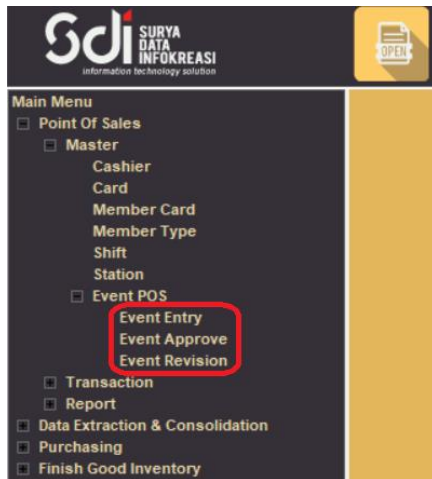 Sdi SURYA
DATA
INFOKREASI
information technology solution
OPEN
Main Menu
Point Of Sales
Master
Cashier
Card
Member Card
Member Type
Shift
Station
Event POS
Event Entry
Event Approve
Event Revision
Transaction
Report
Data Extraction & Consolidation
Purchasing
Finish Good Inventory